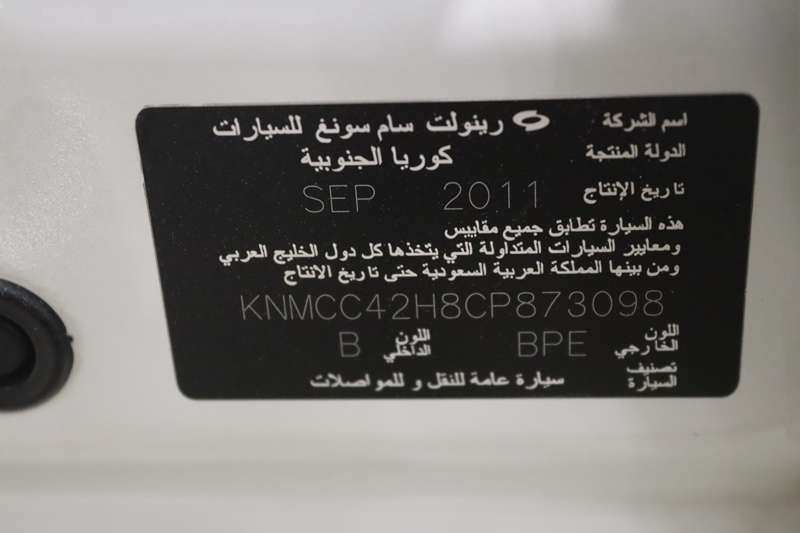 اسم الشركة رينولت سام سونغ للسيارات
الدولة المنتجة كوريا الجنوبية
تاريخ الإنتاج SEP 2011
هذه السيارة تطابق جميع مقاييس
ومعايير السيارات المتداولة التي يتخذها كل دول الخليج العربي
ومن بينها المملكة العربية السعودية حتى تاريخ الانتاج
KNMCC42H8CP873098
اللون الخارجي BPE اللون الداخلي B
تصنيف السيارة سيارة عامة للنقل و للمواصلات